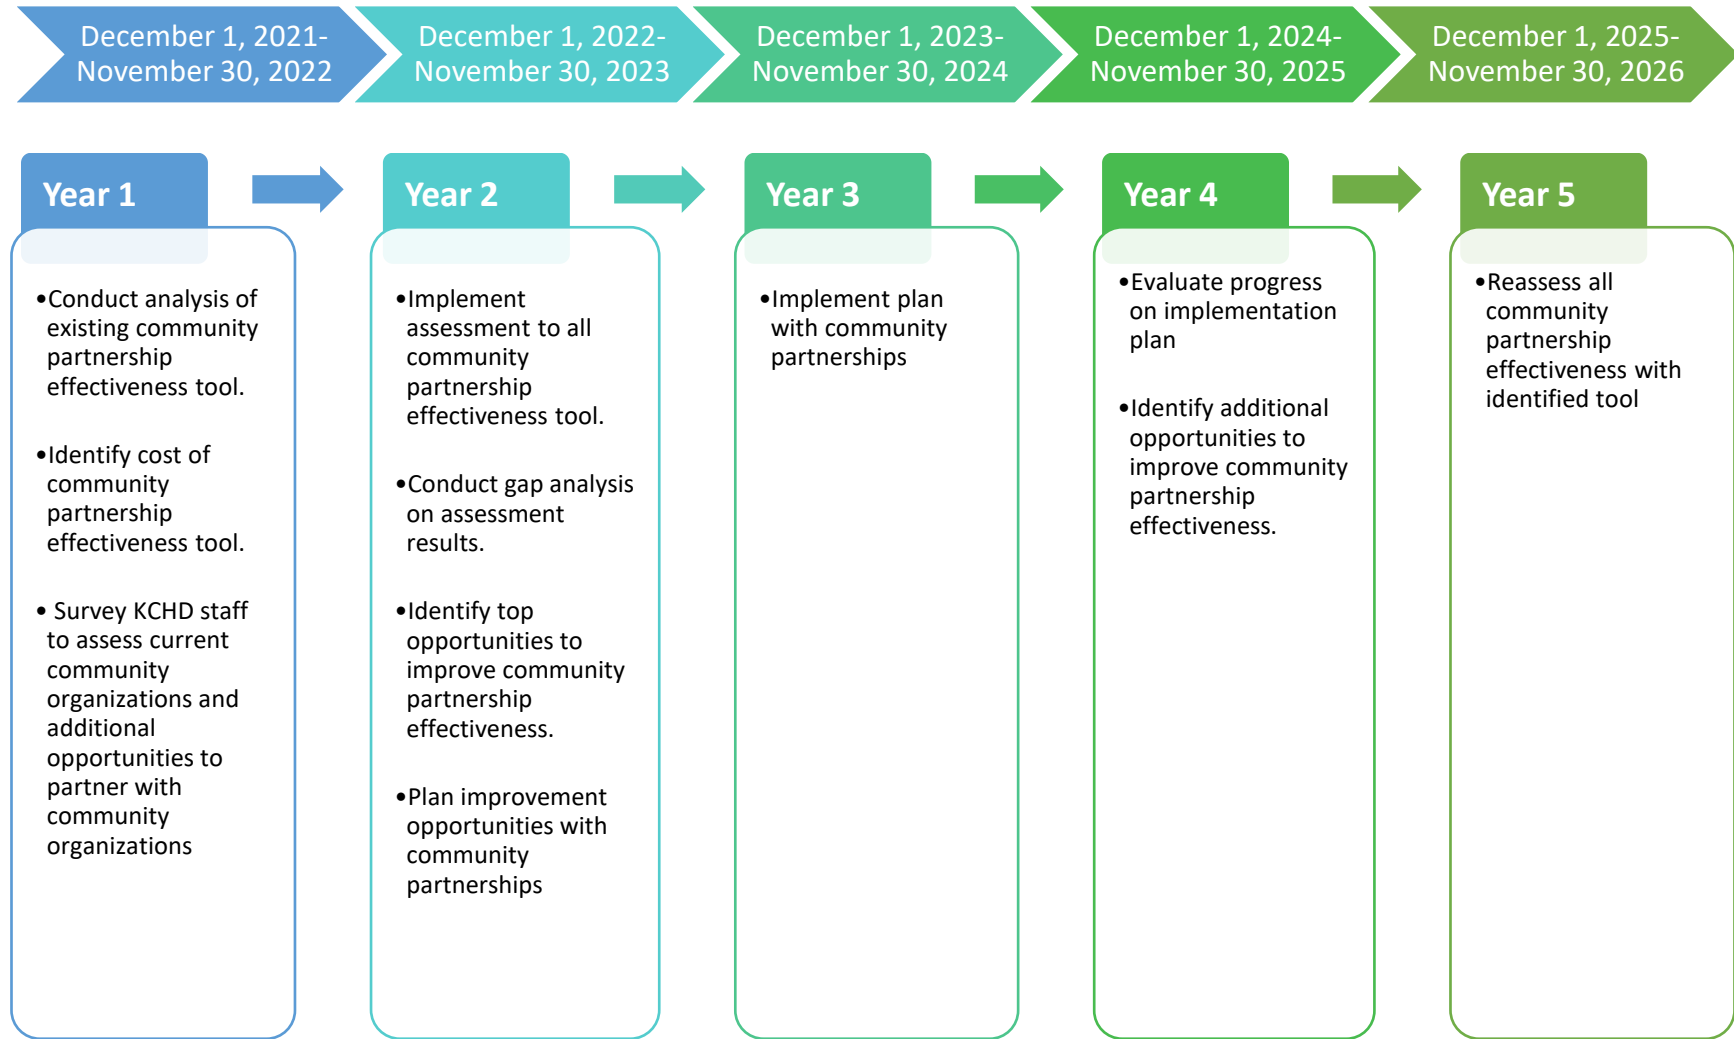 December 1, 2021-
November 30, 2022
December 1, 2022-
November 30, 2023
December 1, 2023-
November 30, 2024
December 1, 2024-
November 30, 2025
December 1, 2025-
November 30, 2026
Year 1
•Conduct analysis of
existing community
partnership
effectiveness tool.
•Identify cost of
community
partnership
effectiveness tool.
• Survey KCHD staff
to assess current
community
organizations and
additional
opportunities to
partner with
community
organizations
Year 2
•Implement
assessment to all
community
partnership
effectiveness tool.
•Conduct gap analysis
on assessment
results.
•Identify top
opportunities to
improve community
partnership
effectiveness.
•Plan improvement
opportunities with
community
partnerships
Year 3
•Implement plan
with community
partnerships
Year 4
•Evaluate progress
on implementation
plan
•Identify additional
opportunities to
improve community
partnership
effectiveness.
Year 5
•Reassess all
community
partnership
effectiveness with
identified tool